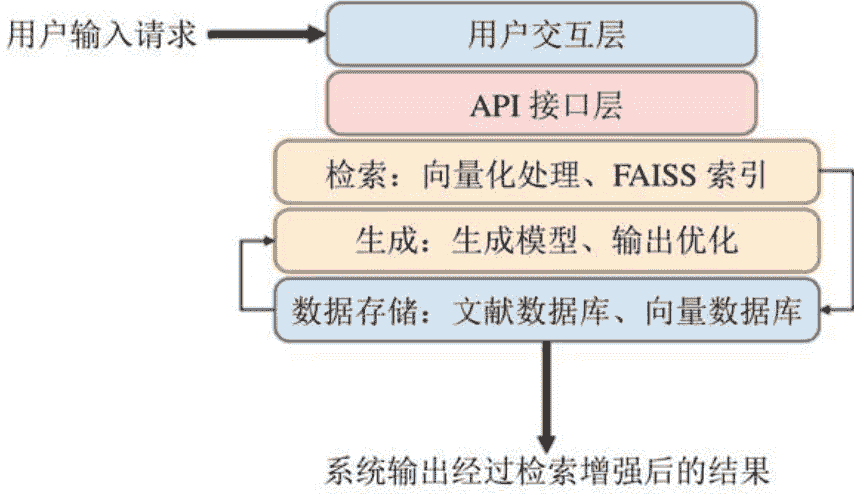 用户输入请求
用户交互层
API 接口层
检索：向量化处理、FAISS 索引
生成：生成模型、输出优化
数据存储：文献数据库、向量数据库
系统输出经过检索增强后的结果